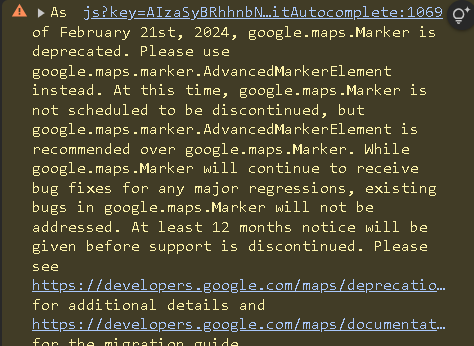 As js?key=AIzaSyBRhhnbN…itAutocomplete:1069
of February 21st, 2024, google.maps.Marker is
deprecated. Please use
google.maps.marker.AdvancedMarkerElement
instead. At this time, google.maps.Marker is
not scheduled to be discontinued, but
google.maps.marker.AdvancedMarkerElement is
recommended over google.maps.Marker. While
google.maps.Marker will continue to receive
bug fixes for any major regressions, existing
bugs in google.maps.Marker will not be
addressed. At least 12 months notice will be
given before support is discontinued. Please
see
https://developers.google.com/maps/deprecatio…
for additional details and
https://developers.google.com/maps/documentat…
for the migration guide